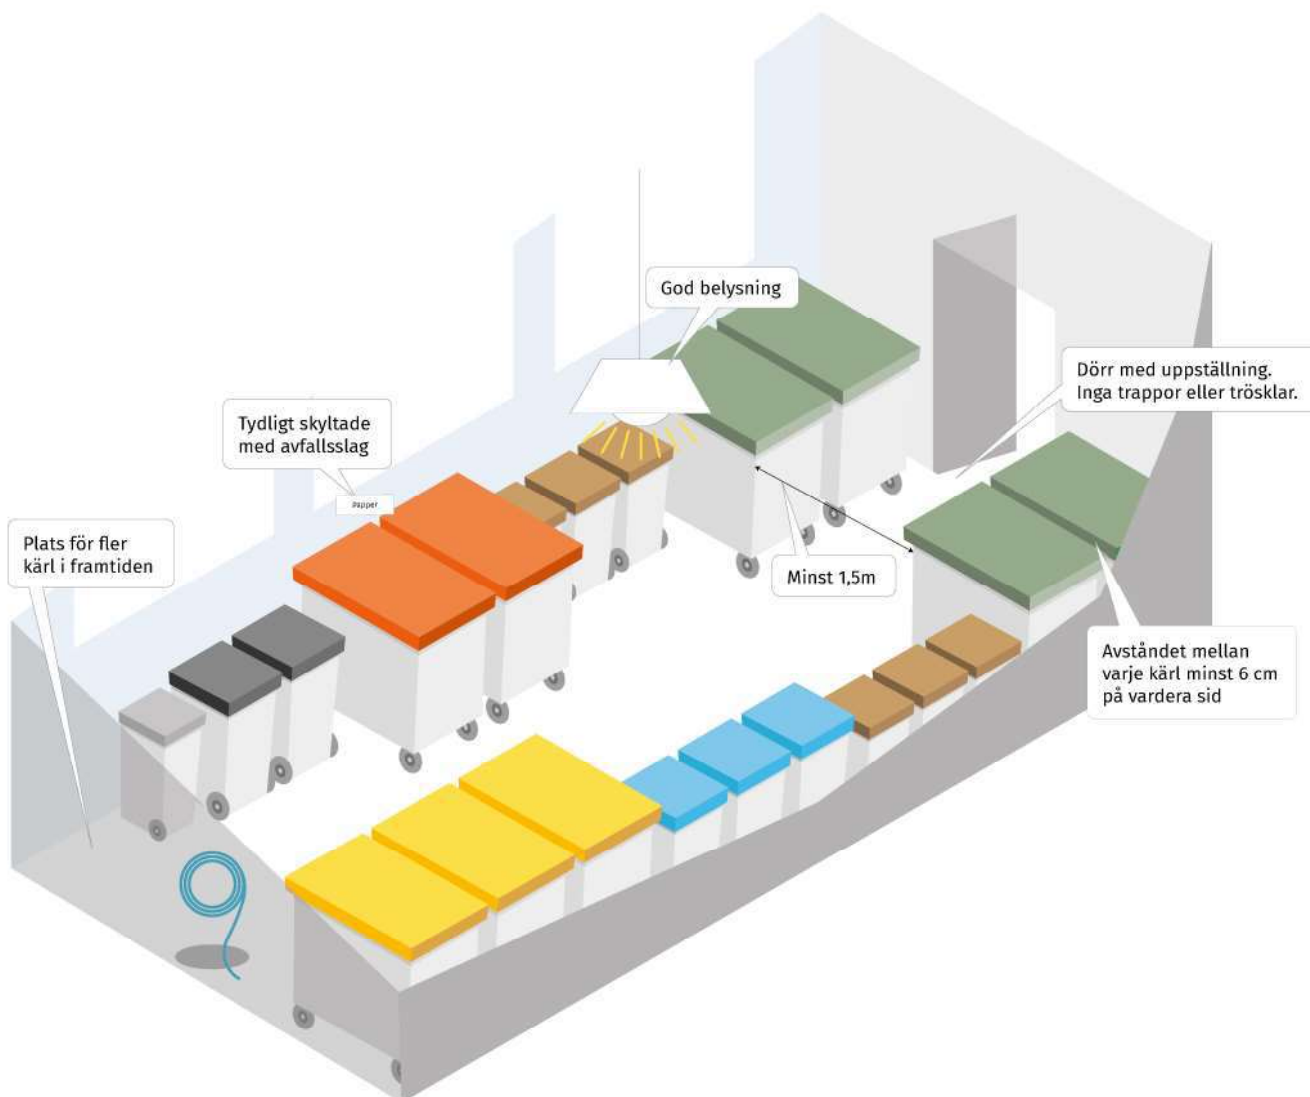 God belysning
Dörr med uppställning.
Inga trappor eller trösklar.
Tydligt skyltade
med avfallsslag
Papper
Plats för fler
kärl i framtiden
Minst 1,5m
Avståndet mellan
varje kärl minst 6 cm
på vardera sid